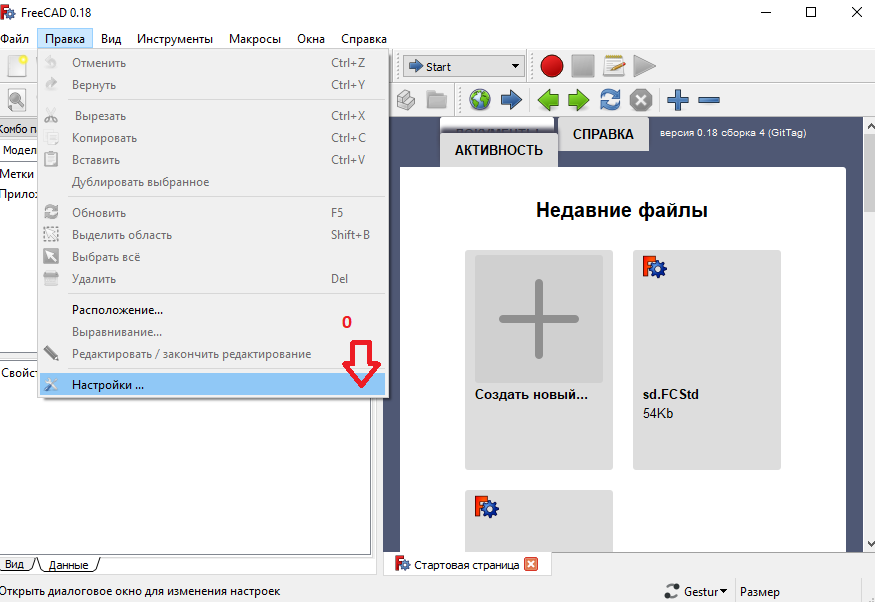 FreeCAD 0.18
Файл Правка Вид Инструменты Макросы Окна Справка
Отменить Ctrl+Z
Вернуть Ctrl+Y
Вырезать Ctrl+X
Копировать Ctrl+C
Вставить Ctrl+V
Дублировать выбранное
Обновить F5
Выделить область Shift+B
Выбрать всё
Удалить Del
Расположение...
Выравнивание...
0
Редактировать / закончить редактирование
Настройки ...
Start
Комбо п
Модел
Метки
Прило
Свойст
Вид Данные
АКТИВНОСТЬ
СПРАВКА
версия 0.18 сборка 4 (GitTag)
Недавние файлы
Создать новый...
sd.FCStd
54Kb
Стартовая страница
Открыть диалоговое окно для изменения настроек
Gestur
Размер